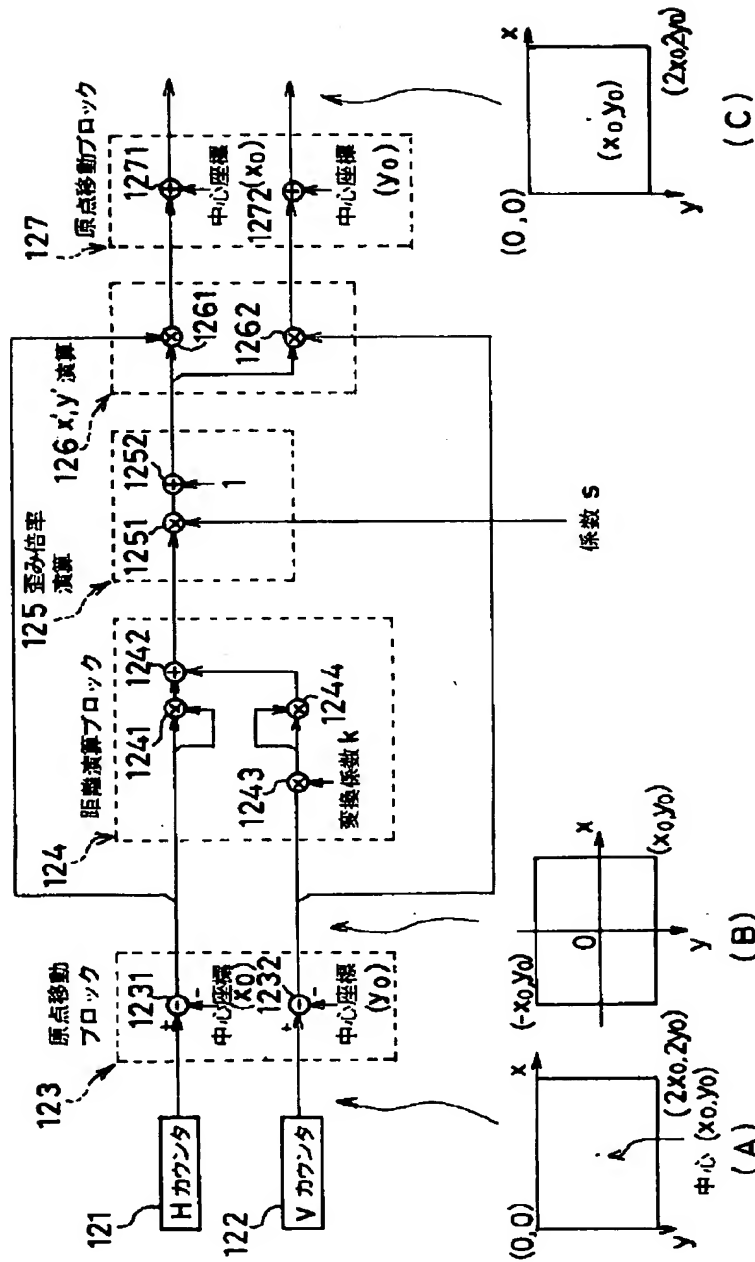 127 原点移動ブロック
1271
中心座標
(x0)
1272
中心座標
(y0)
126 x',y' 演算
1261
1262
125 歪み倍率
演算
1251
1252
1
係数 s
124
距離演算ブロック
1241
1242
1243
1244
変換係数 k
123
原点移動
ブロック
1231
+
-
中心座標
(x0)
1232
+
-
中心座標
(y0)
121
H カウンタ
122
V カウンタ
(0,0)
x
y
(2x0,2y0)
中心 (x0,y0)
(A)
(-x0,y0)
x
0
y
(x0,y0)
(B)
(0,0)
x
(x0,y0)
y
(2x0,2y0)
(C)